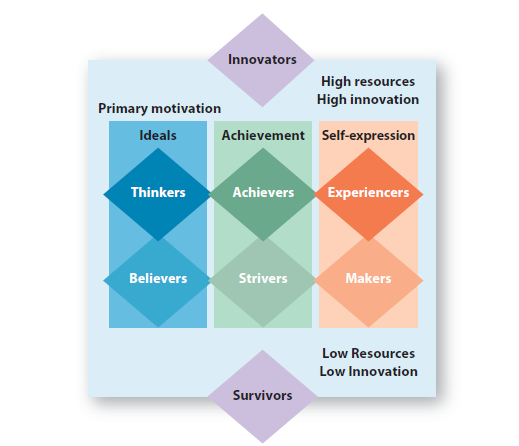 Innovators
High resources
High innovation
Primary motivation
Ideals
Achievement
Self-expression
Thinkers
Achievers
Experiencers
Believers
Strivers
Makers
Low Resources
Low Innovation
Survivors